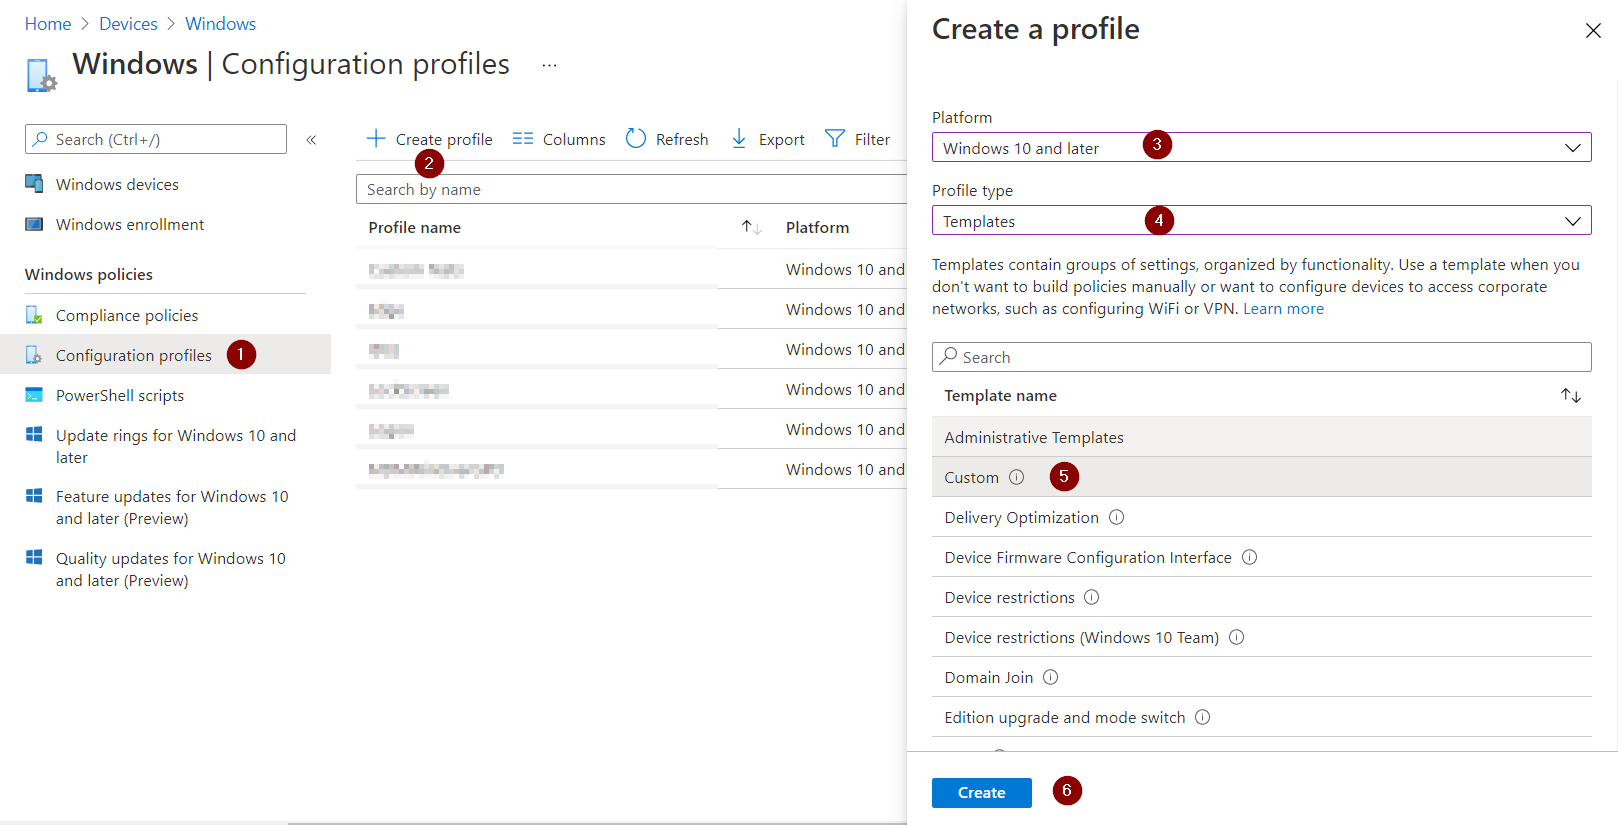 Home > Devices > Windows
Windows | Configuration profiles ...
Search (Ctrl+/) «
Windows devices
Windows enrollment
Windows policies
Compliance policies
Configuration profiles 1
PowerShell scripts
Update rings for Windows 10 and
later
Feature updates for Windows 10
and later (Preview)
Quality updates for Windows 10
and later (Preview)
+ Create profile Columns Refresh Export Filter
2
Search by name
Profile name ↑↓ Platform
Windows 10 and
Windows 10 and
Windows 10 and
Windows 10 and
Windows 10 and
Windows 10 and
Create a profile
Platform
Windows 10 and later 3
Profile type
Templates 4
Templates contain groups of settings, organized by functionality. Use a template when you
don't want to build policies manually or want to configure devices to access corporate
networks, such as configuring WiFi or VPN. Learn more
Search
Template name ↑↓
Administrative Templates
Custom 5
Delivery Optimization
Device Firmware Configuration Interface
Device restrictions
Device restrictions (Windows 10 Team)
Domain Join
Edition upgrade and mode switch
Create 6